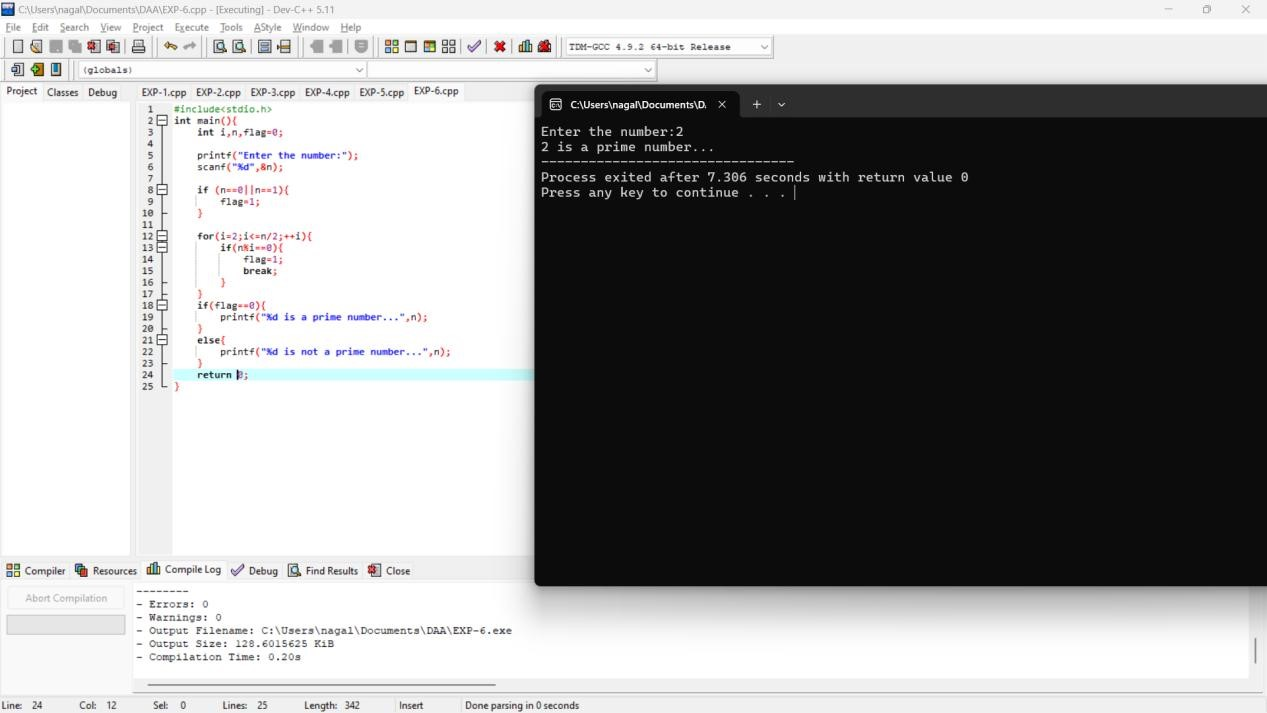 C:\Users\nagal\Documents\DAA\EXP-6.cpp - [Executing] - Dev-C++ 5.11
File Edit Search View Project Execute Tools AStyle Window Help
TDM-GCC 4.9.2 64-bit Release
(globals)
Project Classes Debug
EXP-1.cpp EXP-2.cpp EXP-3.cpp EXP-4.cpp EXP-5.cpp EXP-6.cpp
1 #include<stdio.h>
2 int main(){
3 int i,n,flag=0;
4
5 printf("Enter the number:");
6 scanf("%d",&n);
7
8 if (n==0||n==1){
9 flag=1;
10 }
11
12 for(i=2;i<=n/2;++i){
13 if(n%i==0){
14 flag=1;
15 break;
16 }
17 }
18 if(flag==0){
19 printf("%d is a prime number...",n);
20 }
21 else{
22 printf("%d is not a prime number...",n);
23 }
24 return 0;
25 }
C:\Users\nagal\Documents\D.
Enter the number:2
2 is a prime number...
--------------------------------
Process exited after 7.306 seconds with return value 0
Press any key to continue . . .
Compiler Resources Compile Log Debug Find Results Close
Abort Compilation
--------
- Errors: 0
- Warnings: 0
- Output Filename: C:\Users\nagal\Documents\DAA\EXP-6.exe
- Output Size: 128.6015625 KiB
- Compilation Time: 0.20s
Line: 24 Col: 12 Sel: 0 Lines: 25 Length: 342 Insert Done parsing in 0 seconds